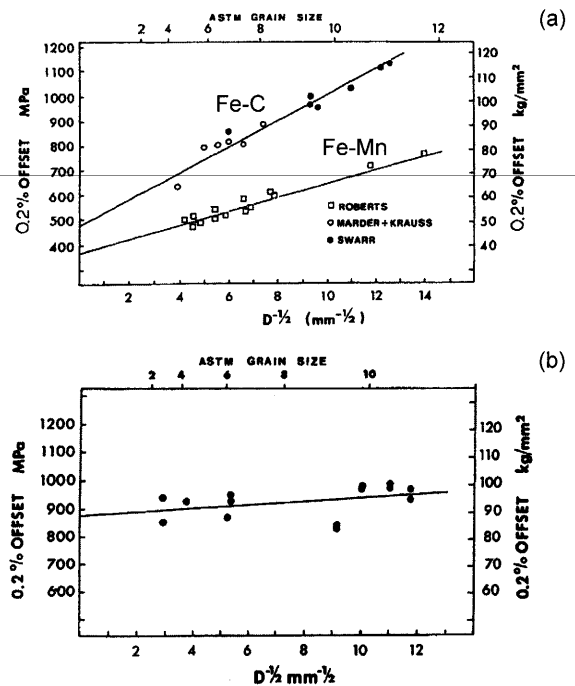 (a)
ASTM GRAIN SIZE
2 4 6 8 10 12
1200
1100
1000
900
800
700
600
500
400
0.2% OFFSET MPa
120
110
100
90
80
70
60
50
40
0.2% OFFSET kg/mm²
Fe-C
Fe-Mn
ROBERTS
MARDER+KRAUSS
SWARR
2 4 6 8 10 12 14
D⁻½ (mm⁻½)
(b)
ASTM GRAIN SIZE
2 4 6 8 10
1200
1100
1000
900
800
700
600
0.2% OFFSET MPa
120
110
100
90
80
70
60
0.2% OFFSET kg/mm²
2 4 6 8 10 12
D⁻½ mm⁻½